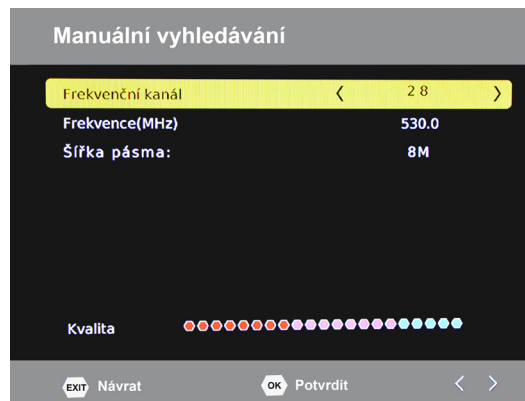 Manuální vyhledávání
Frekvenční kanál < 28 >
Frekvence(MHz) 530.0
Šířka pásma: 8M
Kvalita
EXIT Návrat OK Potvrdit < >